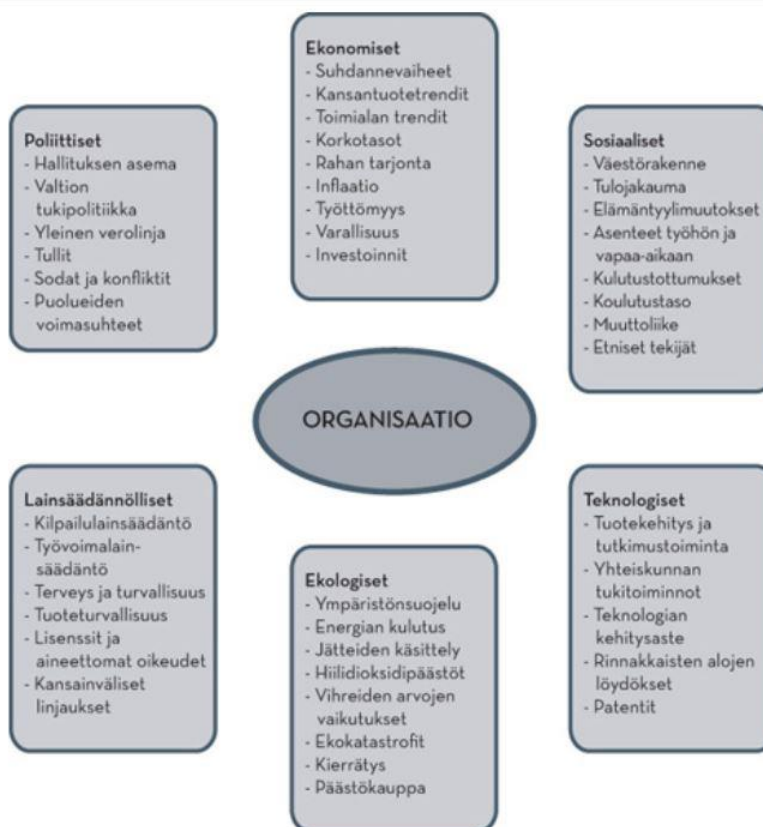 Ekonomiset
- Suhdannevaiheet
- Kansantuotetrendit
- Toimialan trendit
- Korkotasot
- Rahan tarjonta
- Inflaatio
- Työttömyys
- Varallisuus
- Investoinnit
Poliittiset
- Hallituksen asema
- Valtion
tukipolitiikka
- Yleinen verolinja
- Tullit
- Sodat ja konfliktit
- Puolueiden
voimasuhteet
Sosiaaliset
- Väestörakenne
- Tulojakauma
- Elämäntyylimuutokset
- Asenteet työhön ja
vapaa-aikaan
- Kulutustottumukset
- Koulutustaso
- Muuttoliike
- Etniset tekijät
ORGANISAATIO
Lainsäädännölliset
- Kilpailulainsäädäntö
- Työvoimalain-
säädäntö
- Terveys ja turvallisuus
- Tuoteturvallisuus
- Lisenssit ja
aineettomat oikeudet
- Kansainväliset
linjaukset
Ekologiset
- Ympäristönsuojelu
- Energian kulutus
- Jätteiden käsittely
- Hiilidioksidipäästöt
- Vihreiden arvojen
vaikutukset
- Ekokatastrofit
- Kierrätys
- Päästökauppa
Teknologiset
- Tuotekehitys ja
tutkimustoiminta
- Yhteiskunnan
tukitoiminnot
- Teknologian
kehitysaste
- Rinnakkaisten alojen
löydökset
- Patentit